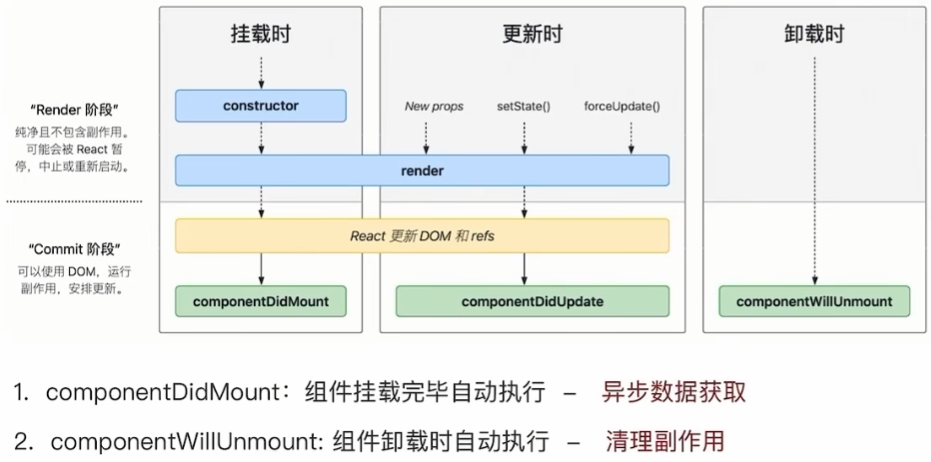 挂载时
更新时
卸载时
“Render 阶段”
纯净且不包含副作用。
可能会被 React 暂
停，中止或重新启动。
constructor
New props
setState()
forceUpdate()
render
“Commit 阶段”
可以使用 DOM，运行
副作用，安排更新。
React 更新 DOM 和 refs
componentDidMount
componentDidUpdate
componentWillUnmount
1. componentDidMount：组件挂载完毕自动执行 – 异步数据获取
2. componentWillUnmount: 组件卸载时自动执行 – 清理副作用